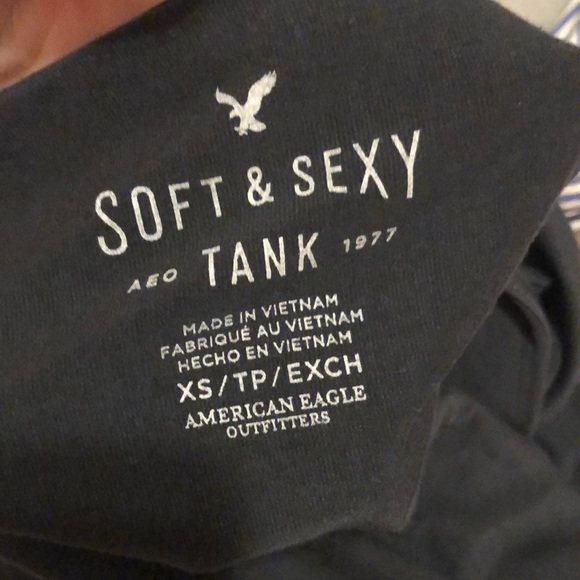 SOFT & SEXY
AEO TANK 1977
MADE IN VIETNAM
FABRIQUÉ AU VIETNAM
HECHO EN VIETNAM
XS/TP/EXCH
AMERICAN EAGLE
OUTFITTERS